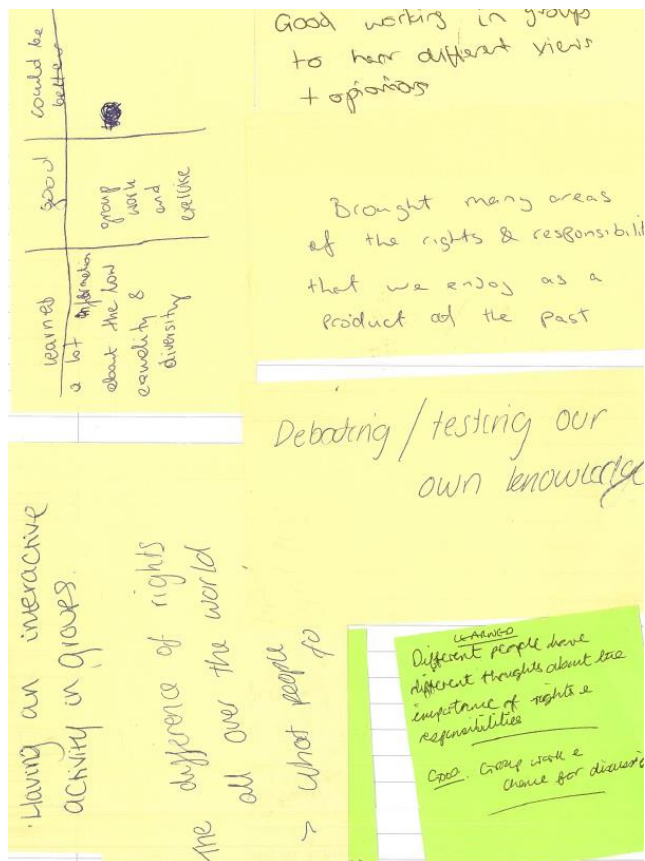 Good working in groups
to hear different views
+ opinions
could be
better
good
group
work
and
exercise
learned
a lot information
about the law
equality &
diversity
Brought many areas
of the rights & responsibili
that we enjoy as a
product of the past
Debating / testing our
own knowledge
Having an interactive
activity in groups.
The difference of rights
all over the world
> what people
do
LEARNED
Different people have
different thoughts about the
importance of rights &
responsibilities
Good. Group work &
chance for discussio